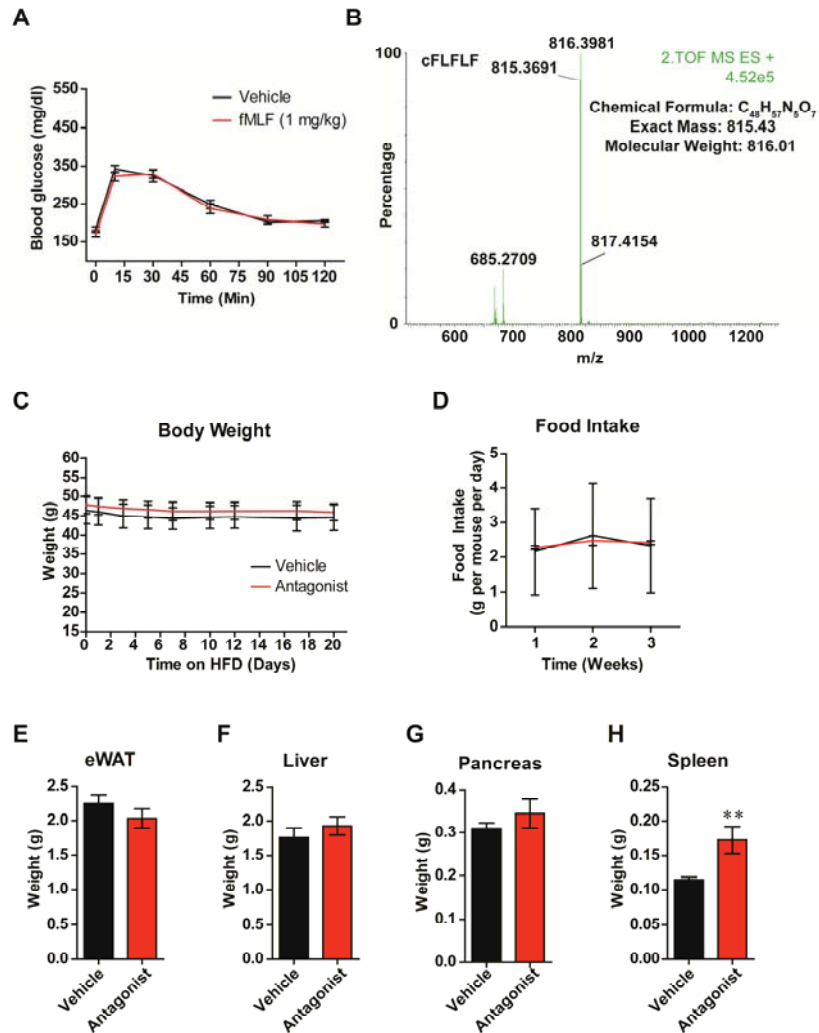 A
Blood glucose (mg/dl)
550
450
350
250
150
Vehicle
fMLF (1 mg/kg)
0 15 30 45 60 75 90 105 120
Time (Min)
B
Percentage
100
0
cFLFLF
816.3981
815.3691
2.TOF MS ES +
4.52e5
Chemical Formula: C48H57N5O7
Exact Mass: 815.43
Molecular Weight: 816.01
817.4154
685.2709
600 700 800 900 1000 1200
m/z
C
Body Weight
Weight (g)
60
55
50
45
40
35
30
25
20
15
Vehicle
Antagonist
0 2 4 6 8 10 12 14 16 18 20
Time on HFD (Days)
D
Food Intake
Food Intake
(g per mouse per day)
5
4
3
2
1
0
1 2 3
Time (Weeks)
E
eWAT
Weight (g)
2.5
2.0
1.5
1.0
0.5
0.0
Vehicle
Antagonist
F
Liver
Weight (g)
2.5
2.0
1.5
1.0
0.5
0.0
Vehicle
Antagonist
G
Pancreas
Weight (g)
0.4
0.3
0.2
0.1
0.0
Vehicle
Antagonist
H
Spleen
Weight (g)
0.25
0.20
0.15
0.10
0.05
0.00
**
Vehicle
Antagonist